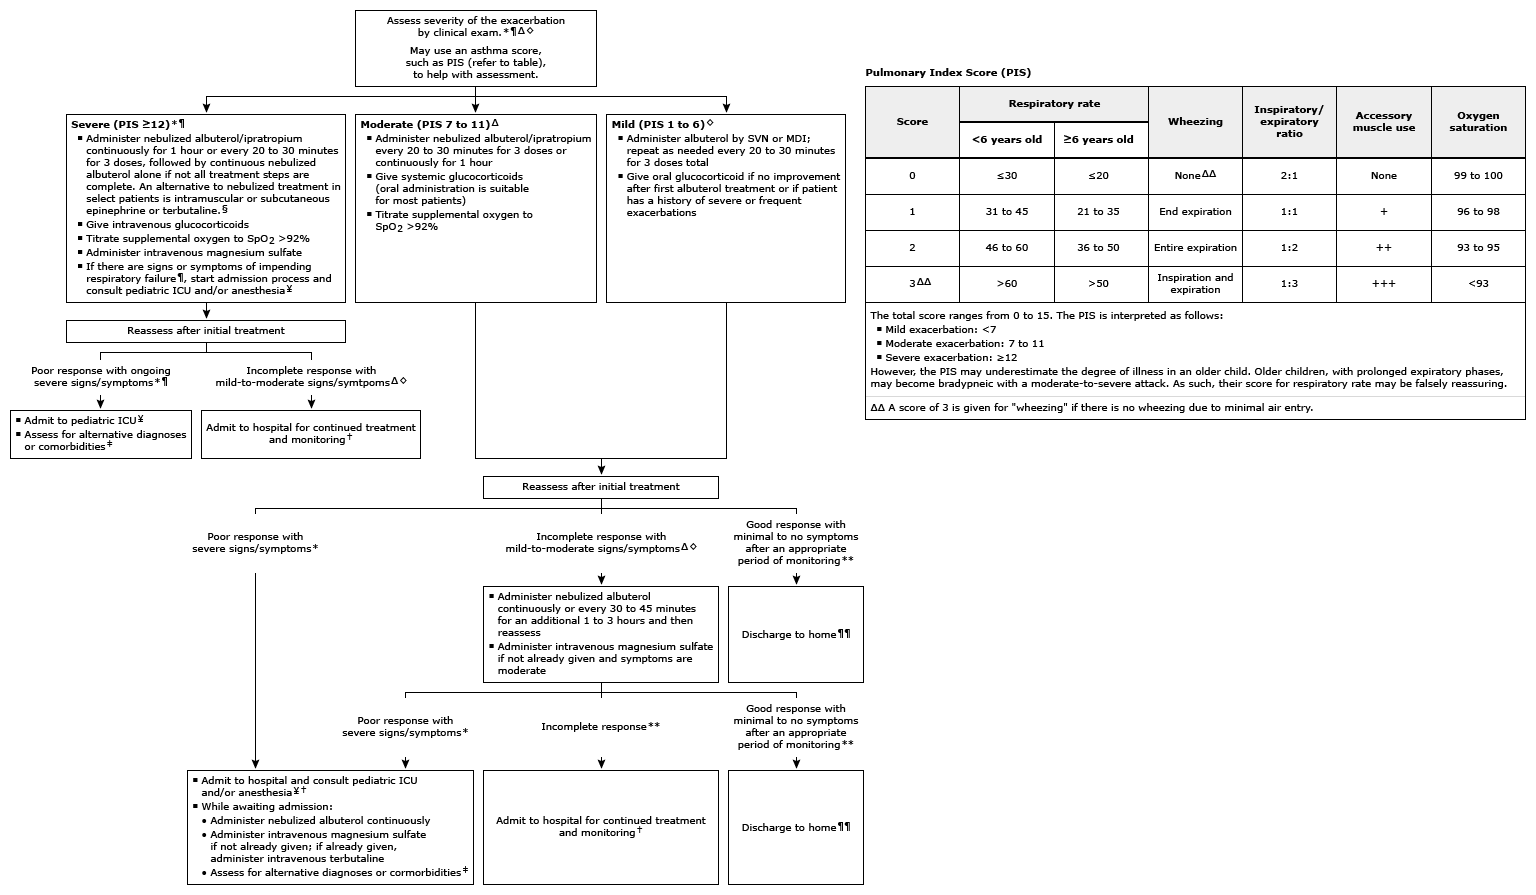 Assess severity of the exacerbation
by clinical exam.*¶Δ◊
May use an asthma score,
such as PIS (refer to table),
to help with assessment.
Severe (PIS ≥12)*¶
▪ Administer nebulized albuterol/ipratropium
continuously for 1 hour or every 20 to 30 minutes
for 3 doses, followed by continuous nebulized
albuterol alone if not all treatment steps are
complete. An alternative to nebulized treatment in
select patients is intramuscular or subcutaneous
epinephrine or terbutaline.§
▪ Give intravenous glucocorticoids
▪ Titrate supplemental oxygen to SpO2 >92%
▪ Administer intravenous magnesium sulfate
▪ If there are signs or symptoms of impending
respiratory failure¶, start admission process and
consult pediatric ICU and/or anesthesia¥
Moderate (PIS 7 to 11)Δ
▪ Administer nebulized albuterol/ipratropium
every 20 to 30 minutes for 3 doses or
continuously for 1 hour
▪ Give systemic glucocorticoids
(oral administration is suitable
for most patients)
▪ Titrate supplemental oxygen to
SpO2 >92%
Mild (PIS 1 to 6)◊
▪ Administer albuterol by SVN or MDI;
repeat as needed every 20 to 30 minutes
for 3 doses total
▪ Give oral glucocorticoid if no improvement
after first albuterol treatment or if patient
has a history of severe or frequent
exacerbations
Reassess after initial treatment
Poor response with ongoing
severe signs/symptoms*¶
Incomplete response with
mild-to-moderate signs/symtpomsΔ◊
▪ Admit to pediatric ICU¥
▪ Assess for alternative diagnoses
or comorbidities‡
Admit to hospital for continued treatment
and monitoring†
Reassess after initial treatment
Poor response with
severe signs/symptoms*
Incomplete response with
mild-to-moderate signs/symptomsΔ◊
Good response with
minimal to no symptoms
after an appropriate
period of monitoring**
▪ Administer nebulized albuterol
continuously or every 30 to 45 minutes
for an additional 1 to 3 hours and then
reassess
▪ Administer intravenous magnesium sulfate
if not already given and symptoms are
moderate
Discharge to home¶¶
Poor response with
severe signs/symptoms*
Incomplete response**
Good response with
minimal to no symptoms
after an appropriate
period of monitoring**
▪ Admit to hospital and consult pediatric ICU
and/or anesthesia¥†
▪ While awaiting admission:
• Administer nebulized albuterol continuously
• Administer intravenous magnesium sulfate
if not already given; if already given,
administer intravenous terbutaline
• Assess for alternative diagnoses or cormorbidities‡
Admit to hospital for continued treatment
and monitoring†
Discharge to home¶¶
Pulmonary Index Score (PIS)
Score Respiratory rate Wheezing Inspiratory/ expiratory ratio Accessory muscle use Oxygen saturation
<6 years old ≥6 years old
0 ≤30 ≤20 NoneΔΔ 2:1 None 99 to 100
1 31 to 45 21 to 35 End expiration 1:1 + 96 to 98
2 46 to 60 36 to 50 Entire expiration 1:2 ++ 93 to 95
3ΔΔ >60 >50 Inspiration and expiration 1:3 +++ <93
The total score ranges from 0 to 15. The PIS is interpreted as follows:
▪ Mild exacerbation: <7
▪ Moderate exacerbation: 7 to 11
▪ Severe exacerbation: ≥12
However, the PIS may underestimate the degree of illness in an older child. Older children, with prolonged expiratory phases,
may become bradypneic with a moderate-to-severe attack. As such, their score for respiratory rate may be falsely reassuring.
ΔΔ A score of 3 is given for "wheezing" if there is no wheezing due to minimal air entry.